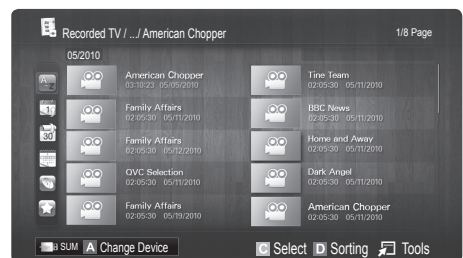 Recorded TV / .../ American Chopper
1/8 Page
05/2010
American Chopper
03:10:23 05/05/2010
Family Affairs
02:05:30 05/11/2010
Family Affairs
02:05:30 05/12/2010
QVC Selection
02:05:30 05/11/2010
Family Affairs
02:05:30 05/19/2010
Tine Team
02:05:30 05/11/2010
BBC News
02:05:30 05/11/2010
Home and Away
02:05:30 05/11/2010
Dark Angel
02:05:30 05/11/2010
American Chopper
02:05:30 05/11/2010
1
30
a SUM A Change Device
C Select D Sorting Tools